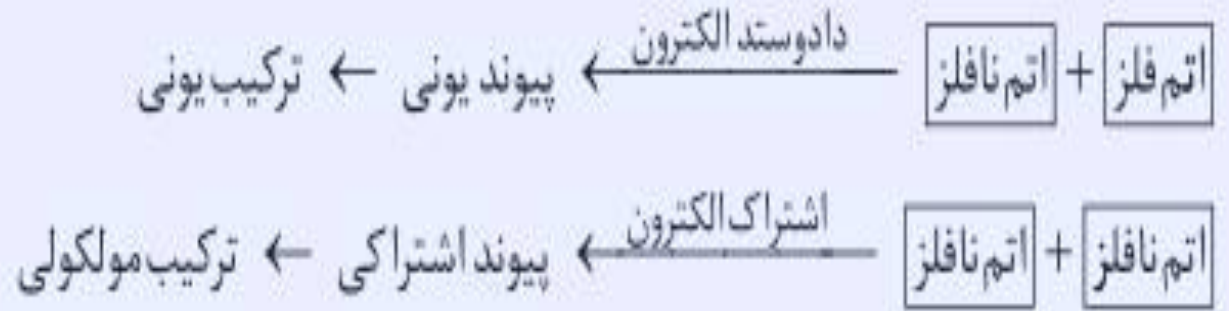 اتم فلز + اتم نافلز دادوستد الکترون ← پیوند یونی ← ترکیب یونی
اتم نافلز + اتم نافلز اشتراک الکترون ← پیوند اشتراکی ← ترکیب مولکولی